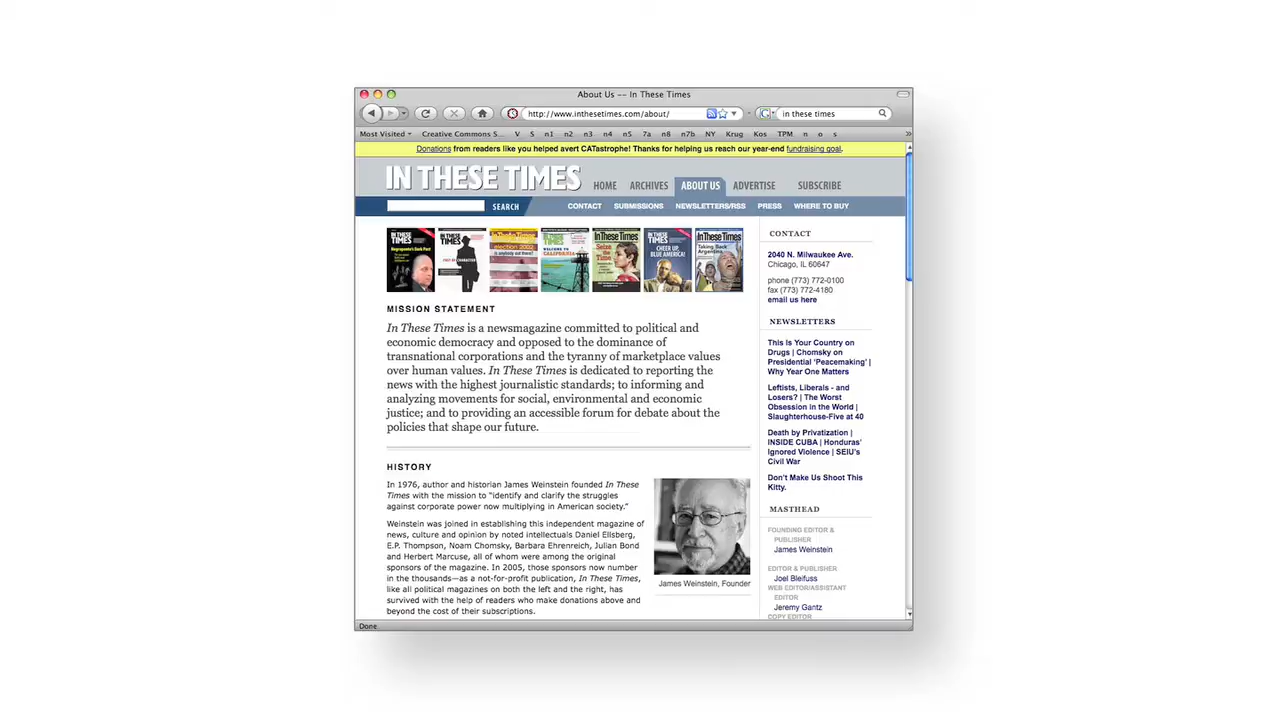 About Us -- In These Times
http://www.inthesetimes.com/about/
in these times
Most Visited Creative Commons S... V S n1 n2 n3 n4 n5 7a n8 n7b NY Krug Kos TPM n o s »
Donations from readers like you helped avert CATastrophe! Thanks for helping us reach our year-end fundraising goal.
IN THESE TIMES HOME ARCHIVES ABOUT US ADVERTISE SUBSCRIBE
SEARCH CONTACT SUBMISSIONS NEWSLETTERS/RSS PRESS WHERE TO BUY
MISSION STATEMENT
In These Times is a newsmagazine committed to political and
economic democracy and opposed to the dominance of
transnational corporations and the tyranny of marketplace values
over human values. In These Times is dedicated to reporting the
news with the highest journalistic standards; to informing and
analyzing movements for social, environmental and economic
justice; and to providing an accessible forum for debate about the
policies that shape our future.
HISTORY
In 1976, author and historian James Weinstein founded In These
Times with the mission to “identify and clarify the struggles
against corporate power now multiplying in American society.”
Weinstein was joined in establishing this independent magazine of
news, culture and opinion by noted intellectuals Daniel Ellsberg,
E.P. Thompson, Noam Chomsky, Barbara Ehrenreich, Julian Bond
and Herbert Marcuse, all of whom were among the original
sponsors of the magazine. In 2005, those sponsors now number
in the thousands—as a not-for-profit publication, In These Times,
like all political magazines on both the left and the right, has
survived with the help of readers who make donations above and
beyond the cost of their subscriptions.
James Weinstein, Founder
CONTACT
2040 N. Milwaukee Ave.
Chicago, IL 60647
phone (773) 772-0100
fax (773) 772-4180
email us here
NEWSLETTERS
This Is Your Country on
Drugs | Chomsky on
Presidential ‘Peacemaking’ |
Why Year One Matters
Leftists, Liberals - and
Losers? | The Worst
Obsession in the World |
Slaughterhouse-Five at 40
Death by Privatization |
INSIDE CUBA | Honduras’
Ignored Violence | SEIU’s
Civil War
Don’t Make Us Shoot This
Kitty.
MASTHEAD
FOUNDING EDITOR &
PUBLISHER
James Weinstein
EDITOR & PUBLISHER
Joel Bleifuss
WEB EDITOR/ASSISTANT
EDITOR
Jeremy Gantz
COPY EDITOR
Done